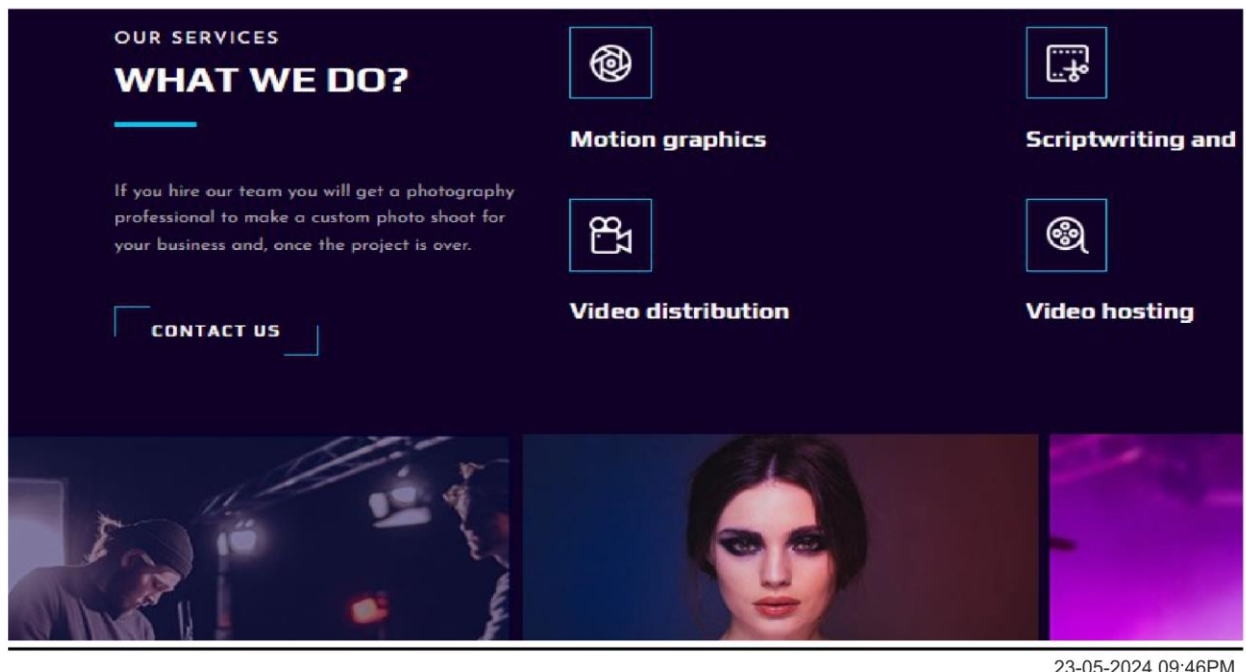 OUR SERVICES
WHAT WE DO?
If you hire our team you will get a photography
professional to make a custom photo shoot for
your business and, once the project is over.
CONTACT US
Motion graphics
Scriptwriting and
Video distribution
Video hosting
23-05-2024 09:46PM